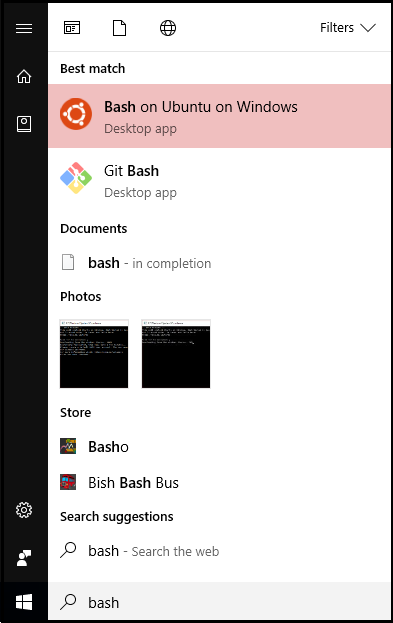 Filters
Best match
Bash on Ubuntu on Windows
Desktop app
Git Bash
Desktop app
Documents
bash - in completion
Photos
Store
Basho
Bish Bash Bus
Search suggestions
bash - Search the web
bash